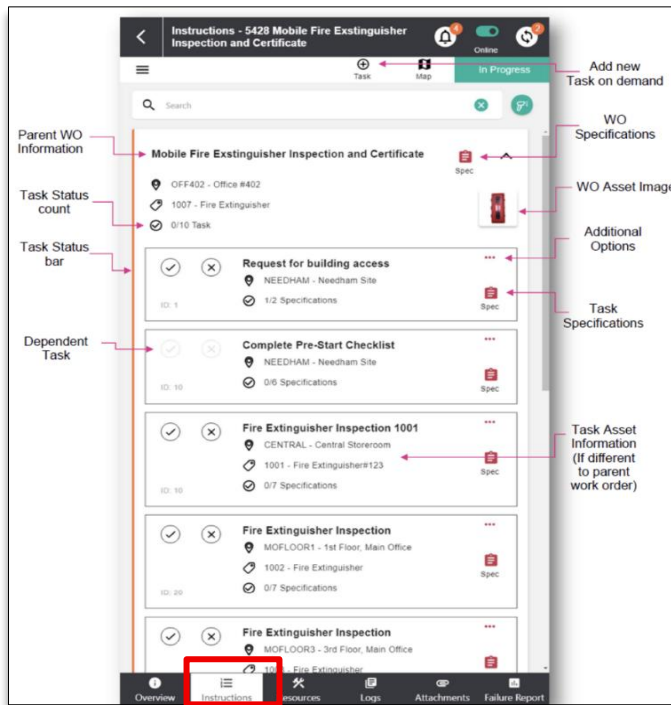 Instructions - 5428 Mobile Fire Exstinguisher
Inspection and Certificate
4
Online
2
Task
Map
In Progress
Search
Add new
Task on demand
Parent WO
Information
Mobile Fire Exstinguisher Inspection and Certificate
Spec
WO
Specifications
OFF402 - Office #402
1007 - Fire Extinguisher
0/10 Task
WO Asset Image
Task Status
count
Task Status
bar
Request for building access
NEEDHAM - Needham Site
1/2 Specifications
ID: 1
Spec
Additional
Options
Task
Specifications
Dependent
Task
Complete Pre-Start Checklist
NEEDHAM - Needham Site
0/6 Specifications
ID: 10
Spec
Fire Extinguisher Inspection 1001
CENTRAL - Central Storeroom
1001 - Fire Extinguisher#123
0/7 Specifications
ID: 10
Spec
Task Asset
Information
(If different
to parent
work order)
Fire Extinguisher Inspection
MOFLOOR1 - 1st Floor, Main Office
1002 - Fire Extinguisher
0/7 Specifications
ID: 20
Spec
Fire Extinguisher Inspection
MOFLOOR3 - 3rd Floor, Main Office
Fire Extinguisher
Overview
Instructions
Resources
Logs
Attachments
Failure Report